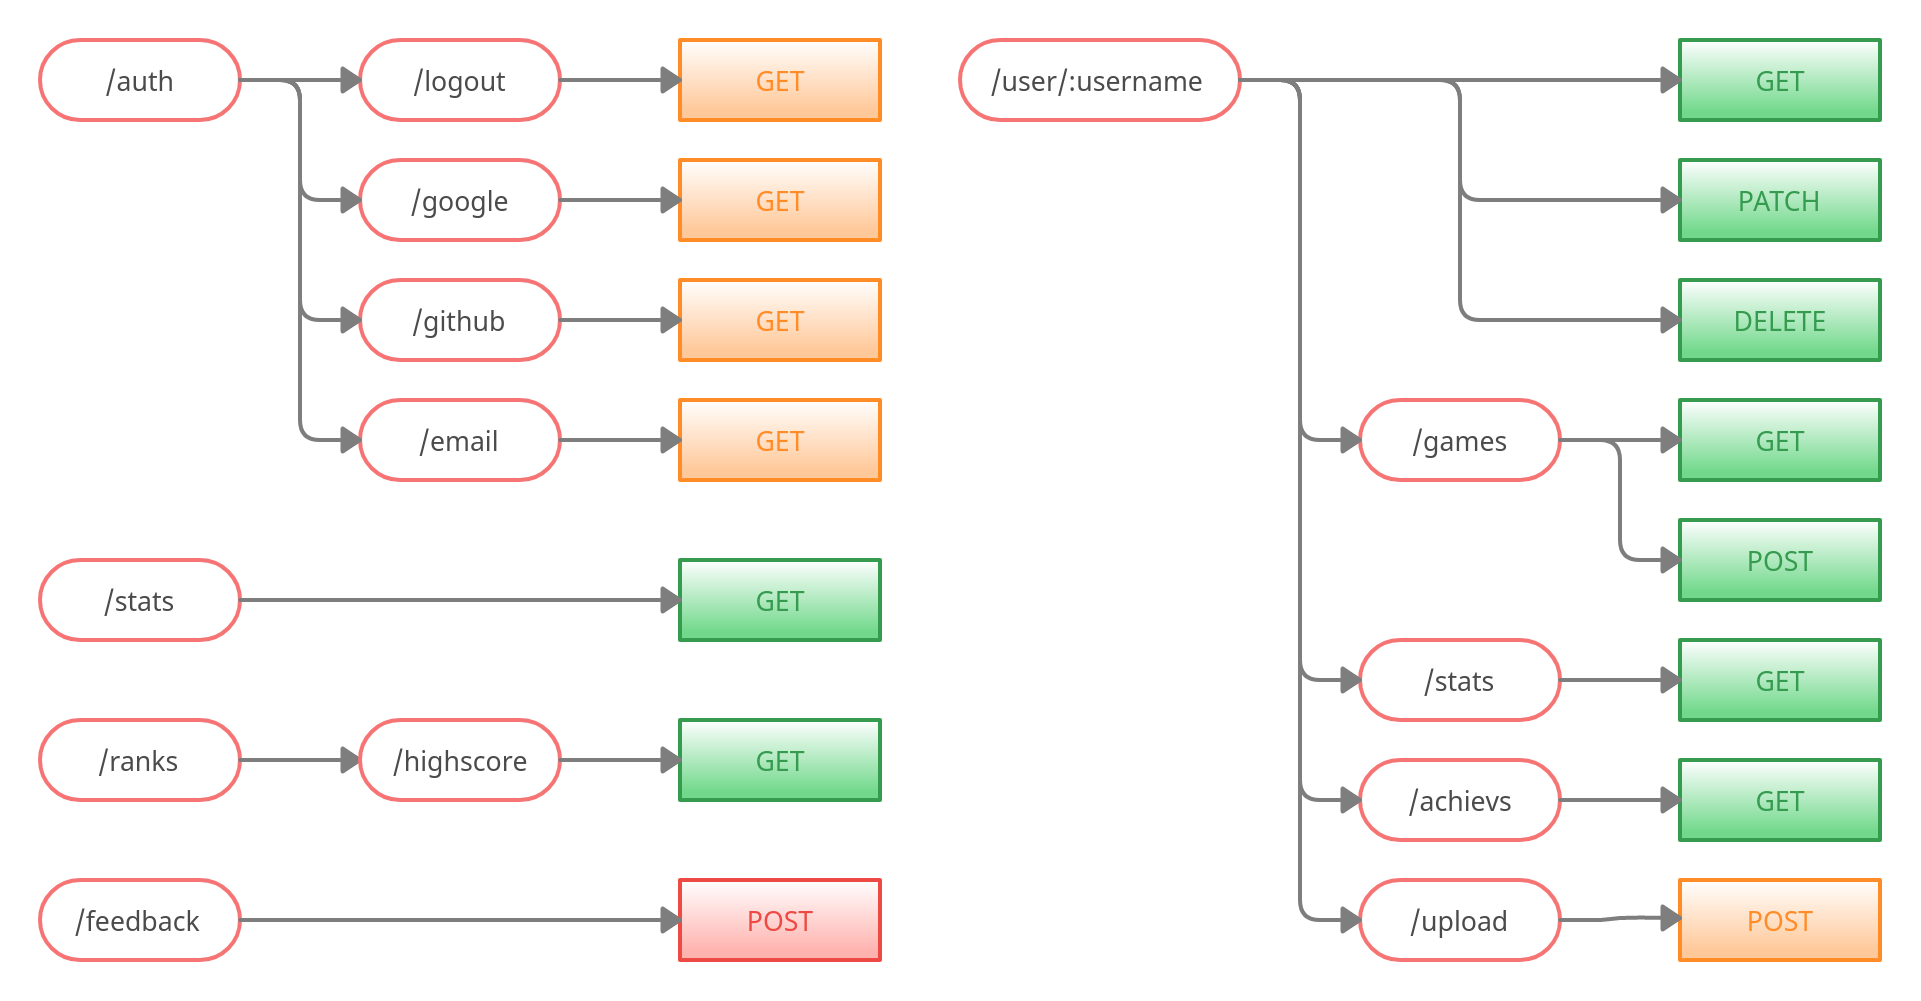 /auth
/logout
GET
/google
GET
/github
GET
/email
GET
/stats
GET
/ranks
/highscore
GET
/feedback
POST
/user/:username
GET
PATCH
DELETE
/games
GET
POST
/stats
GET
/achievs
GET
/upload
POST